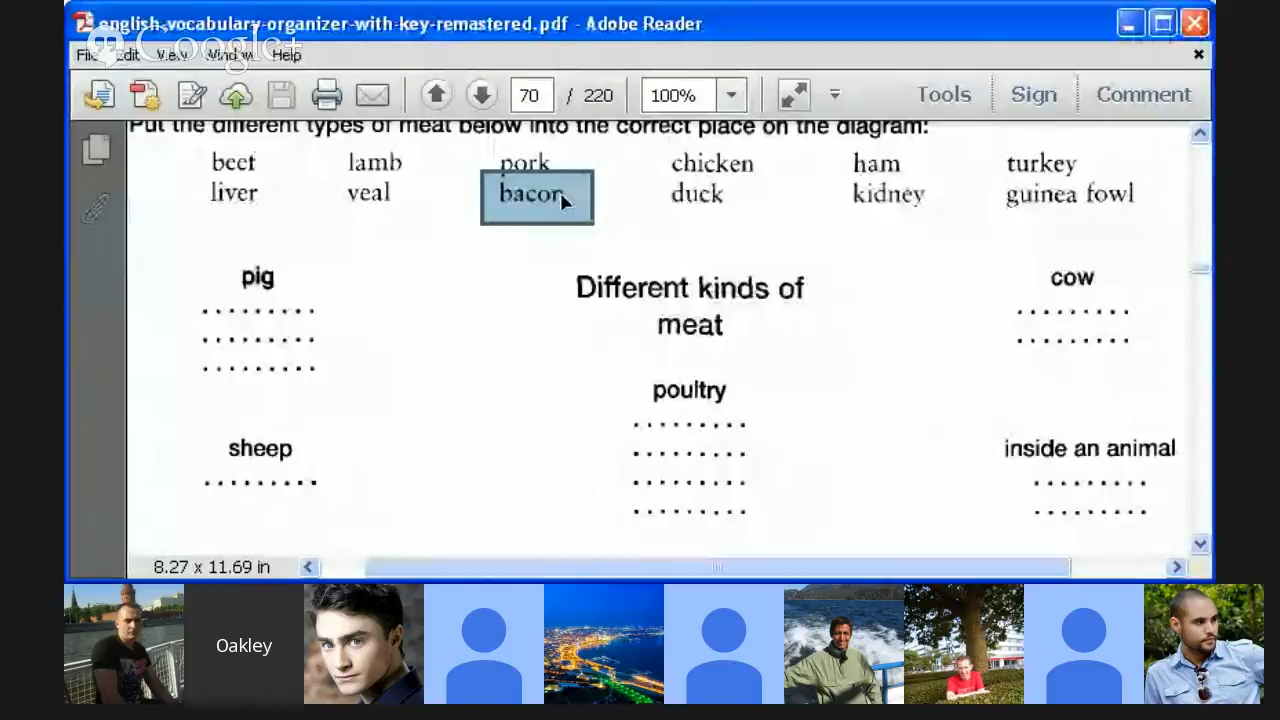 english-vocabulary-organizer-with-key-remastered.pdf - Adobe Reader
Google+
File Edit View Window Help
70 / 220 100% Tools Sign Comment
Put the different types of meat below into the correct place on the diagram:
beef lamb pork chicken ham turkey
liver veal bacon duck kidney guinea fowl
pig Different kinds of cow
meat
poultry
sheep inside an animal
8.27 x 11.69 in
Oakley